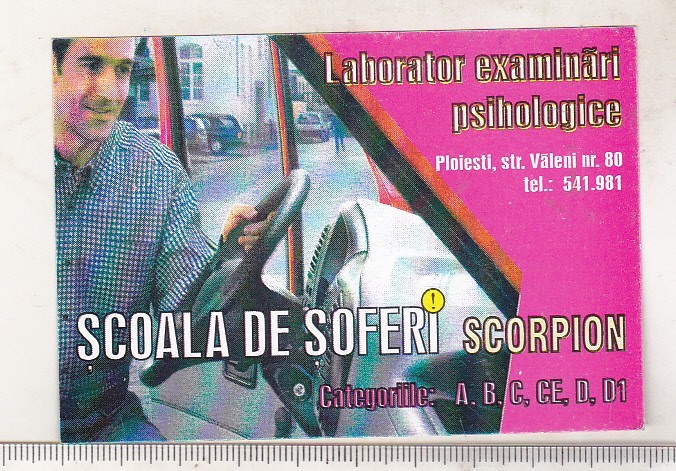 Laborator examinări
psihologice
Ploiesti, str. Văleni nr. 80
tel.: 541.981
ȘCOALA DE ȘOFERI! SCORPION
Categoriile: A, B, C, CE, D, D1